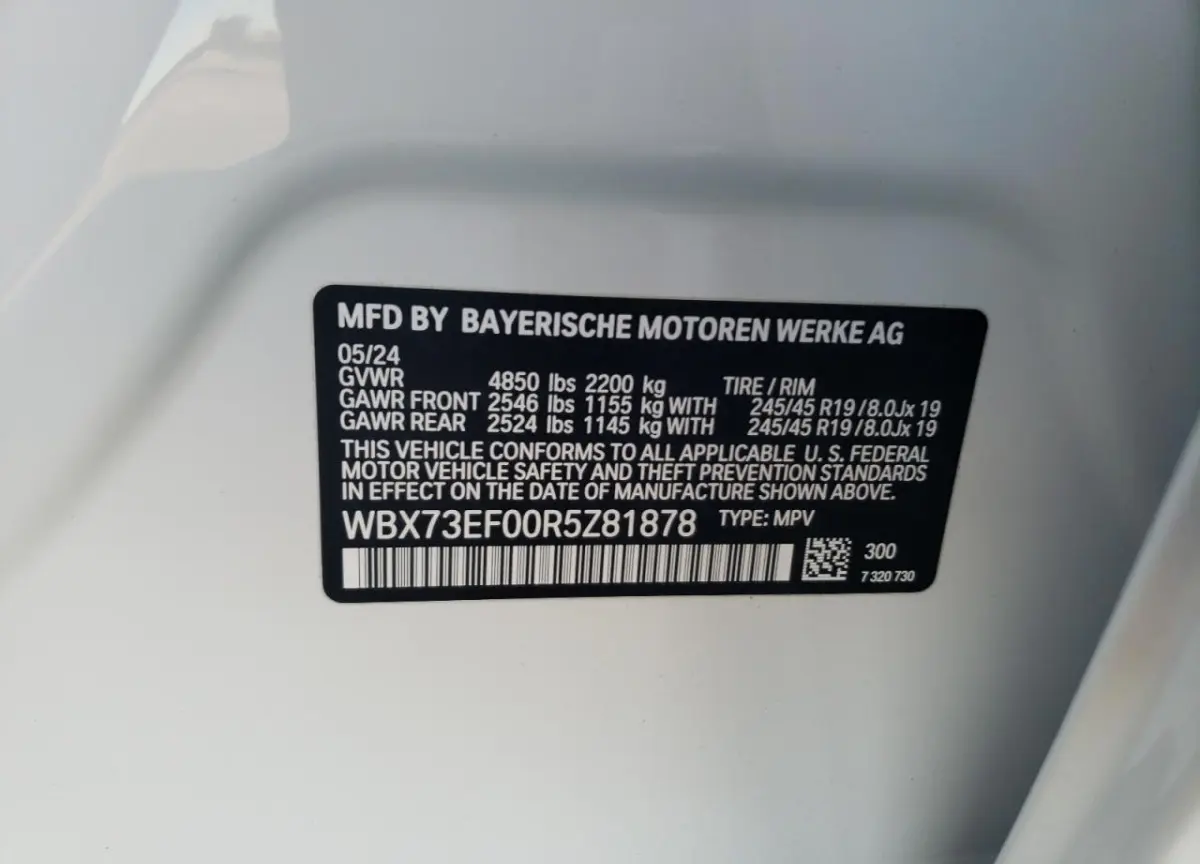 MFD BY BAYERISCHE MOTOREN WERKE AG
05/24
GVWR 4850 lbs 2200 kg TIRE / RIM
GAWR FRONT 2546 lbs 1155 kg WITH 245/45 R19 /8.0Jx 19
GAWR REAR 2524 lbs 1145 kg WITH 245/45 R19 /8.0Jx 19
THIS VEHICLE CONFORMS TO ALL APPLICABLE U. S. FEDERAL
MOTOR VEHICLE SAFETY AND THEFT PREVENTION STANDARDS
IN EFFECT ON THE DATE OF MANUFACTURE SHOWN ABOVE.
WBX73EF00R5Z81878 TYPE: MPV
300
7 320 730